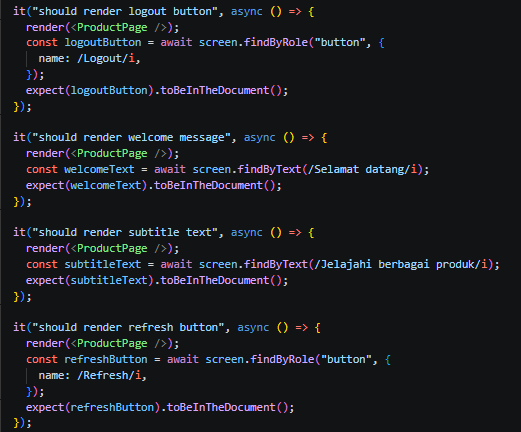 it("should render logout button", async () => {
  render(<ProductPage />);
  const logoutButton = await screen.findByRole("button", {
    name: /Logout/i,
  });
  expect(logoutButton).toBeInTheDocument();
});

it("should render welcome message", async () => {
  render(<ProductPage />);
  const welcomeText = await screen.findByText(/Selamat datang/i);
  expect(welcomeText).toBeInTheDocument();
});

it("should render subtitle text", async () => {
  render(<ProductPage />);
  const subtitleText = await screen.findByText(/Jelajahi berbagai produk/i);
  expect(subtitleText).toBeInTheDocument();
});

it("should render refresh button", async () => {
  render(<ProductPage />);
  const refreshButton = await screen.findByRole("button", {
    name: /Refresh/i,
  });
  expect(refreshButton).toBeInTheDocument();
});